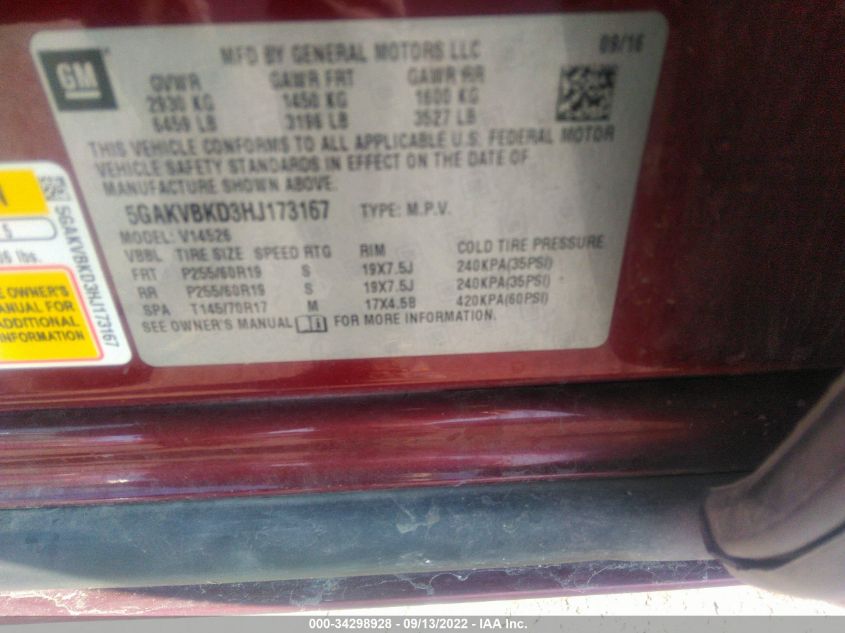 GM
MFD BY GENERAL MOTORS LLC 09/16
GVWR GAWR FRT GAWR RR
2930 KG 1450 KG 1600 KG
6459 LB 3196 LB 3527 LB
THIS VEHICLE CONFORMS TO ALL APPLICABLE U.S. FEDERAL MOTOR
VEHICLE SAFETY STANDARDS IN EFFECT ON THE DATE OF
MANUFACTURE SHOWN ABOVE.
5GAKVBKD3HJ173167 TYPE: M.P.V.
MODEL: V14526
VBBL TIRE SIZE SPEED RTG RIM COLD TIRE PRESSURE
FRT P255/60R19 S 19X7.5J 240KPA(35PSI)
RR P255/60R19 S 19X7.5J 240KPA(35PSI)
SPA T145/70R17 M 17X4.5B 420KPA(60PSI)
SEE OWNER'S MANUAL FOR MORE INFORMATION.
N
S
lbs.
5GAKVBKD3HJ173167
E OWNER'S
ANUAL FOR
ADDITIONAL
INFORMATION
000-34298928 - 09/13/2022 - IAA Inc.